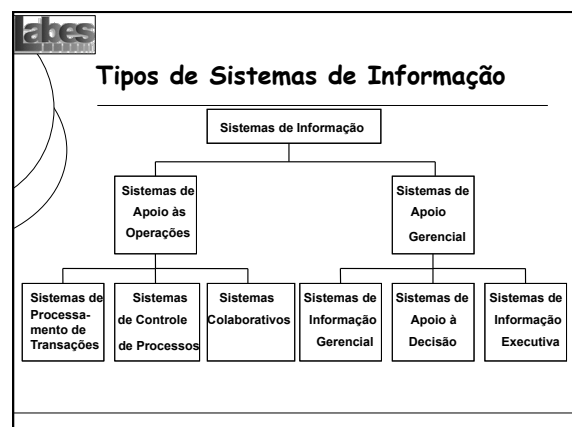 Labes
Tipos de Sistemas de Informação
Sistemas de Informação
Sistemas de
Apoio às
Operações
Sistemas de
Apoio
Gerencial
Sistemas de
Processa-
mento de
Transações
Sistemas
de Controle
de Processos
Sistemas
Colaborativos
Sistemas de
Informação
Gerencial
Sistemas de
Apoio à
Decisão
Sistemas de
Informação
Executiva